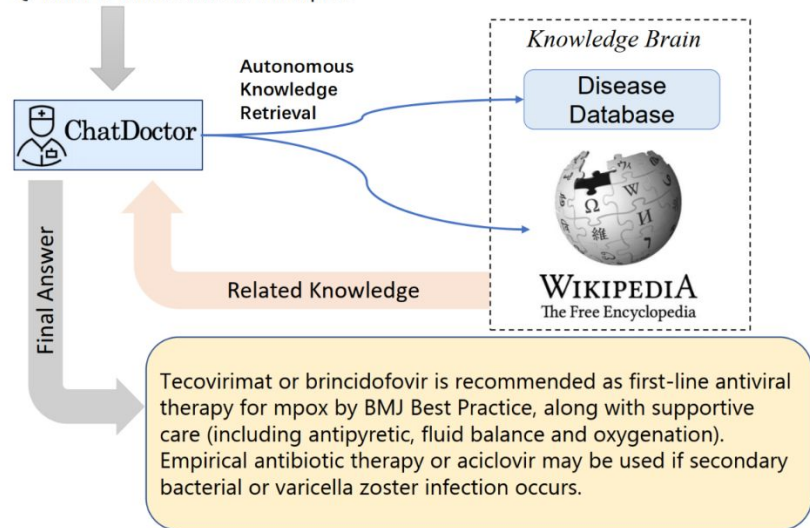 Knowledge Brain
Autonomous
Knowledge
Retrieval
Disease
Database
ChatDoctor
Ω
W
И
維
7
WIKIPEDIA
The Free Encyclopedia
Related Knowledge
Final Answer
Tecovirimat or brincidofovir is recommended as first-line antiviral
therapy for mpox by BMJ Best Practice, along with supportive
care (including antipyretic, fluid balance and oxygenation).
Empirical antibiotic therapy or aciclovir may be used if secondary
bacterial or varicella zoster infection occurs.